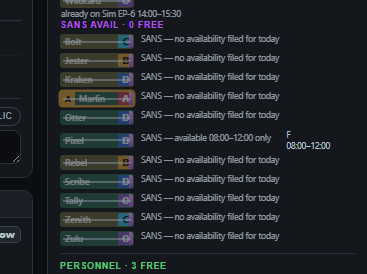 Wildcard
already on Sim EP-6 14:00–15:30
SANS AVAIL · 0 FREE
Bolt C SANS — no availability filed for today
Jester B SANS — no availability filed for today
Kraken D SANS — no availability filed for today
A Marlin A SANS — no availability filed for today
Otter D SANS — no availability filed for today
Pixel D SANS — available 08:00–12:00 only F
08:00–12:00
Rebel B SANS — no availability filed for today
LIC
Scribe D SANS — no availability filed for today
Tally O SANS — no availability filed for today
Zenith C SANS — no availability filed for today
ow
Zulu O SANS — no availability filed for today
PERSONNEL · 3 FREE